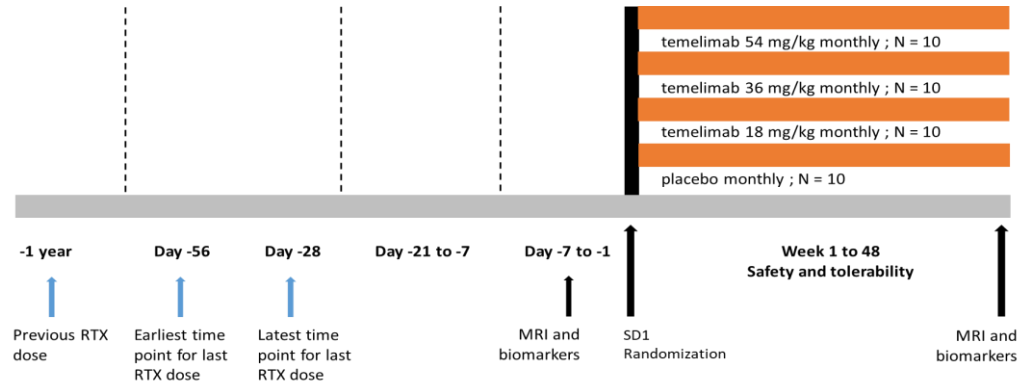 temelimab 54 mg/kg monthly ; N = 10
temelimab 36 mg/kg monthly ; N = 10
temelimab 18 mg/kg monthly ; N = 10
placebo monthly ; N = 10
-1 year
Day -56
Day -28
Day -21 to -7
Day -7 to -1
Week 1 to 48
Safety and tolerability
Previous RTX
dose
Earliest time
point for last
RTX dose
Latest time
point for last
RTX dose
MRI and
biomarkers
SD1
Randomization
MRI and
biomarkers